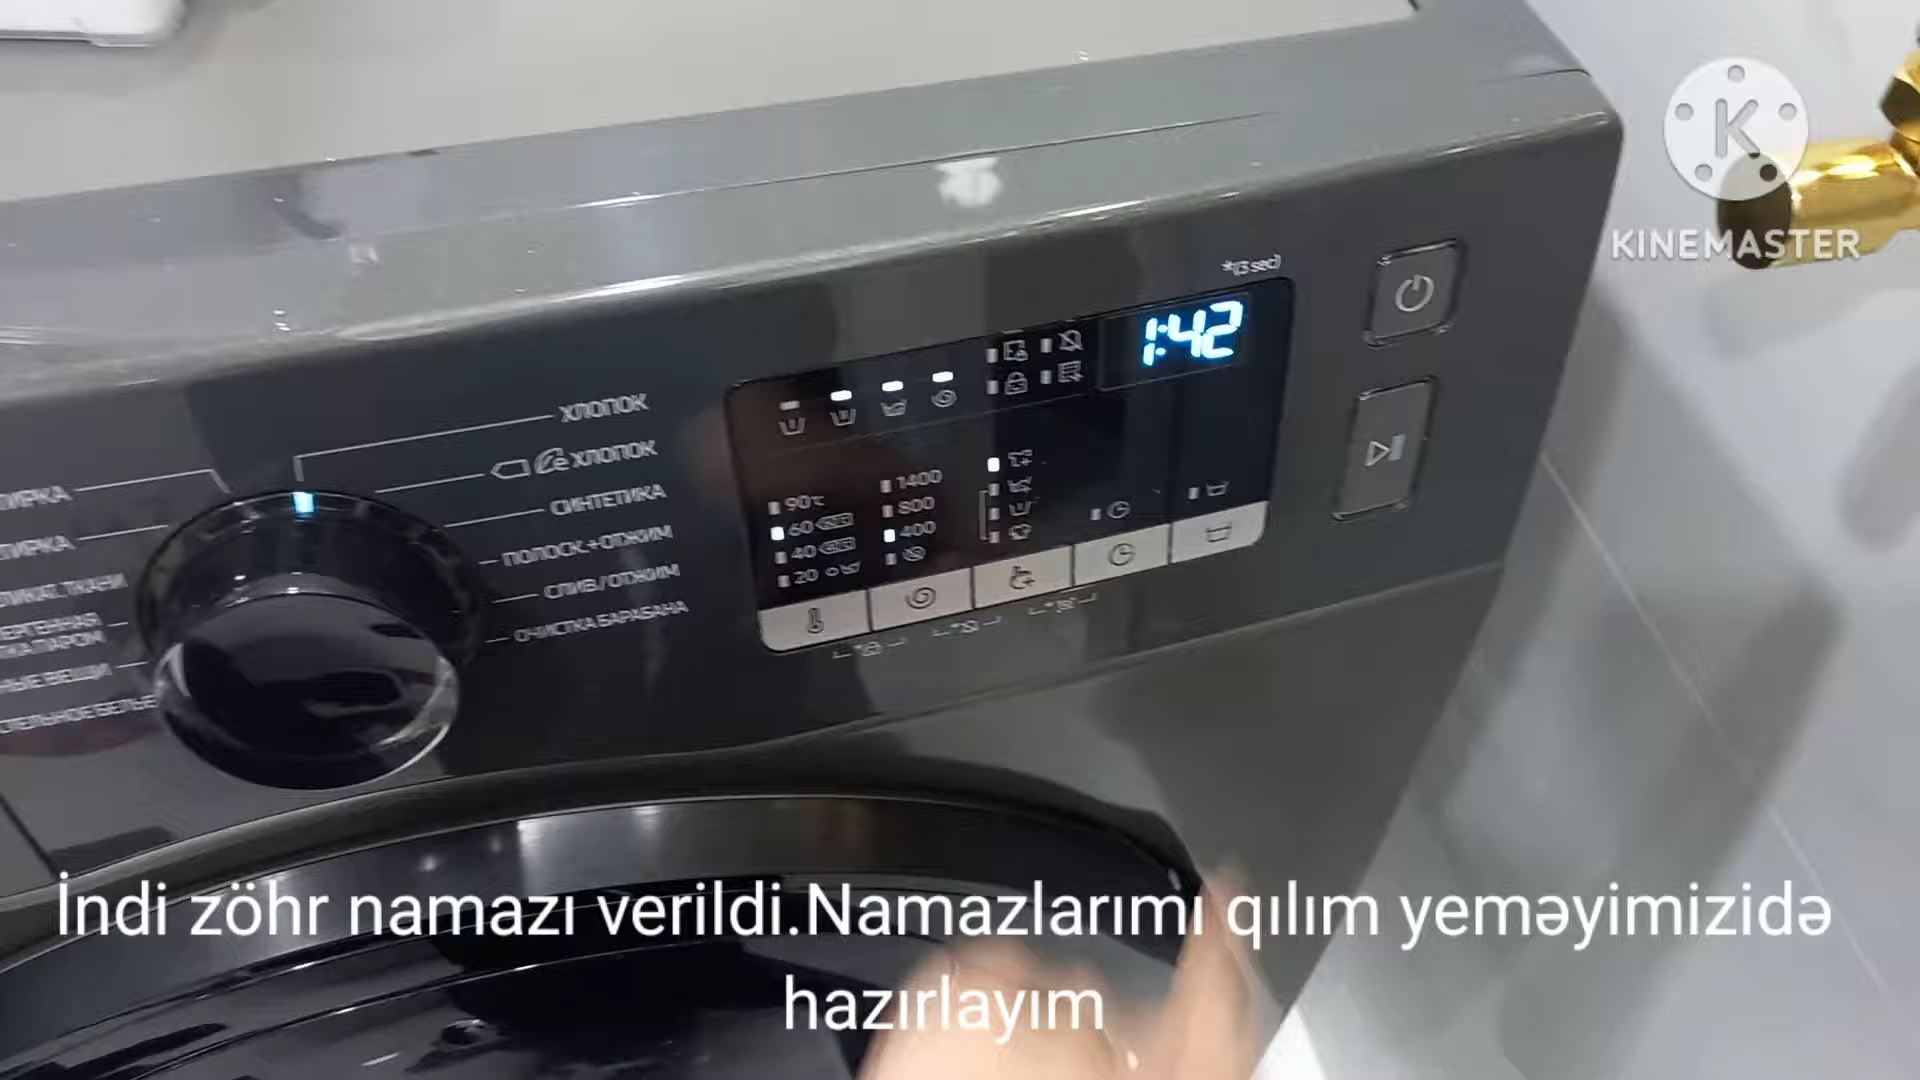 KINEMASTER
*(3 sec)
1:42
ХЛОПОК
ХЛОПОК
СИНТЕТИКА
ПОЛОСК.+ОТЖИМ
СЛИВ/ОТЖИМ
ОЧИСТКА БАРАБАНА
90℃
60
40
20
1400
800
400
İndi zöhr namazı verildi.Namazlarımı qılım yeməyimizidə
hazırlayım